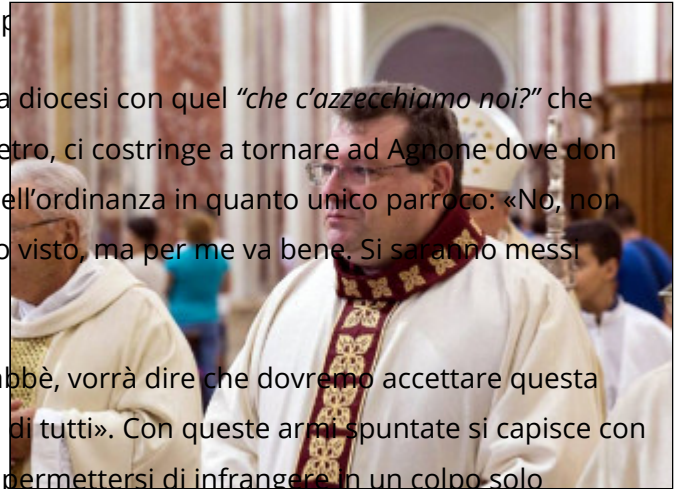 a diocesi con quel “che c’azzecchiamo noi?” che
etro, ci costringe a tornare ad Agnone dove don
ell’ordinanza in quanto unico parroco: «No, non
o visto, ma per me va bene. Si saranno messi
abbè, vorrà dire che dovremo accettare questa
di tutti». Con queste armi spuntate si capisce con
permettersi di infrangere in un colpo solo